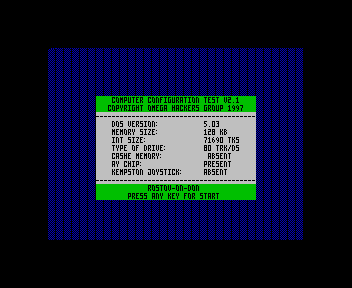 COMPUTER CONFIGURATION TEST V2.1
COPYRIGHT OMEGA HACKERS GROUP 1997
DOS VERSION: 5.03
MEMORY SIZE: 128 KB
INT SIZE: 71690 TKS
TYPE OF DRIVE: 80 TRK/DS
CASHE MEMORY: ABSENT
AY CHIP: PRESENT
KEMPSTON JOYSTICK: ABSENT
ROSTOV-ON-DON
PRESS ANY KEY FOR START